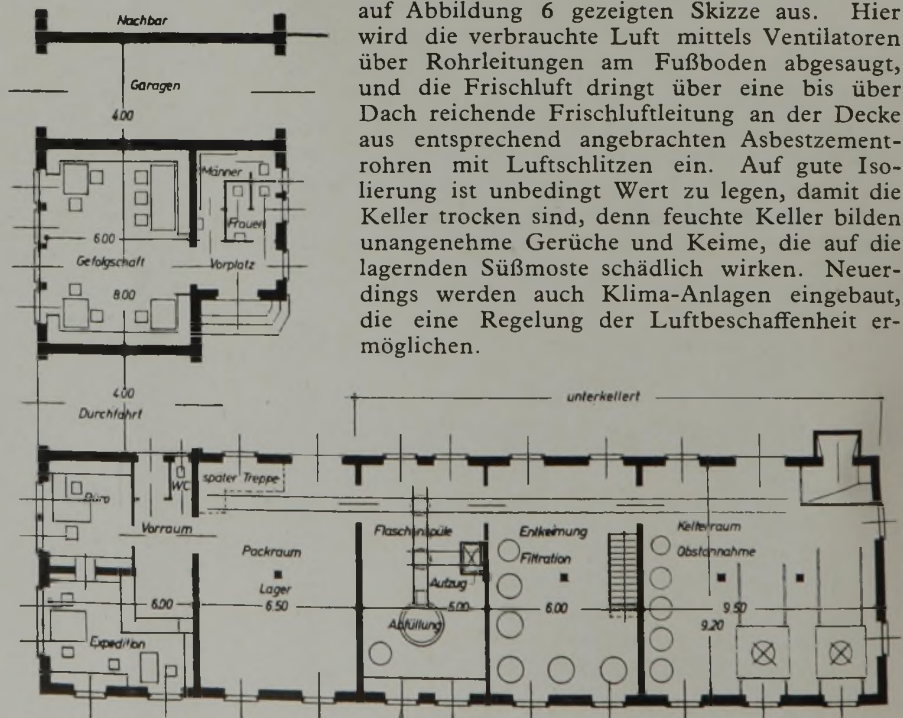 auf Abbildung 6 gezeigten Skizze aus. Hier
wird die verbrauchte Luft mittels Ventilatoren
über Rohrleitungen am Fußboden abgesaugt,
und die Frischluft dringt über eine bis über
Dach reichende Frischluftleitung an der Decke
aus entsprechend angebrachten Asbestzement-
rohren mit Luftschlitzen ein. Auf gute Iso-
lierung ist unbedingt Wert zu legen, damit die
Keller trocken sind, denn feuchte Keller bilden
unangenehme Gerüche und Keime, die auf die
lagernden Süßmoste schädlich wirken. Neuer-
dings werden auch Klima-Anlagen eingebaut,
die eine Regelung der Luftbeschaffenheit er-
möglichen.
Nachbar
Garagen
4.00
Männer
Frauen
6.00
Gefolgschaft
Vorplatz
8.00
4.00
Durchfahrt
unterkellert
WC
später Treppe
Büro
Vorraum
Flaschenspüle
Entkeimung
Kelterraum
Packraum
Filtration
Obstannahme
Lager
Aufzug
6.00
6.50
5.00
6.00
9.50
9.20
Abfüllung
Expedition